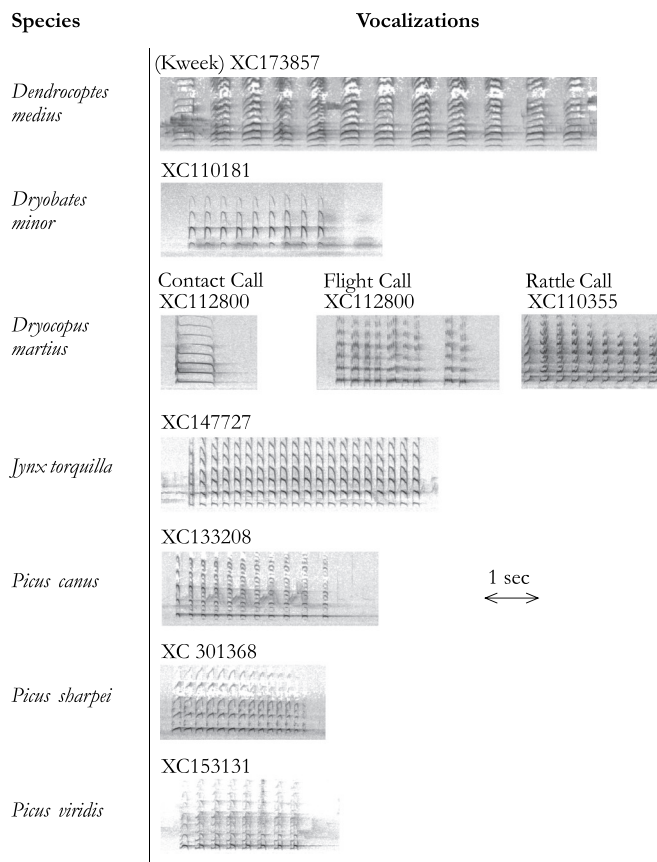 Species Vocalizations
(Kweek) XC173857
Dendrocoptes
medius
XC110181
Dryobates
minor
Contact Call Flight Call Rattle Call
XC112800 XC112800 XC110355
Dryocopus
martius
XC147727
Jynx torquilla
XC133208
Picus canus
1 sec
XC 301368
Picus sharpei
XC153131
Picus viridis